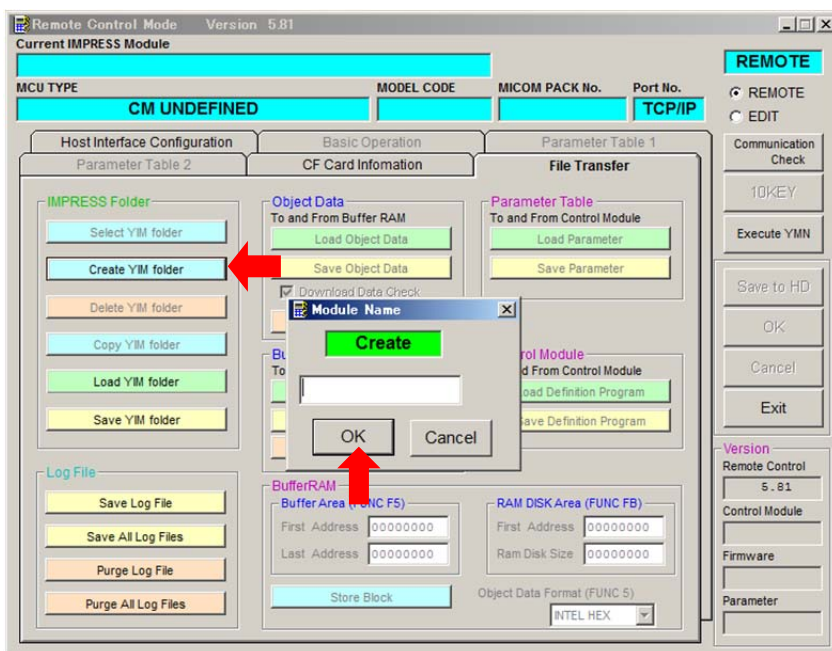 Remote Control Mode Version 5.81
Current IMPRESS Module
REMOTE
MCU TYPE MODEL CODE MICOM PACK No. Port No.
CM UNDEFINED TCP/IP
REMOTE
EDIT
Host Interface Configuration Basic Operation Parameter Table 1
Parameter Table 2 CF Card Infomation File Transfer
Communication
Check
10KEY
Execute YMN
Save to HD
OK
Cancel
Exit
IMPRESS Folder
Select YIM folder
Create YIM folder
Delete YIM folder
Copy YIM folder
Load YIM folder
Save YIM folder
Object Data
To and From Buffer RAM
Load Object Data
Save Object Data
Download Data Check
Parameter Table
To and From Control Module
Load Parameter
Save Parameter
Module Name
Create
OK Cancel
Bu
To
rol Module
d From Control Module
oad Definition Program
ave Definition Program
Log File
Save Log File
Save All Log Files
Purge Log File
Purge All Log Files
BufferRAM
Buffer Area (FUNC F5)
First Address 00000000
Last Address 00000000
RAM DISK Area (FUNC FB)
First Address 00000000
Ram Disk Size 00000000
Store Block
Object Data Format (FUNC 5)
INTEL HEX
Version
Remote Control
5.81
Control Module
Firmware
Parameter